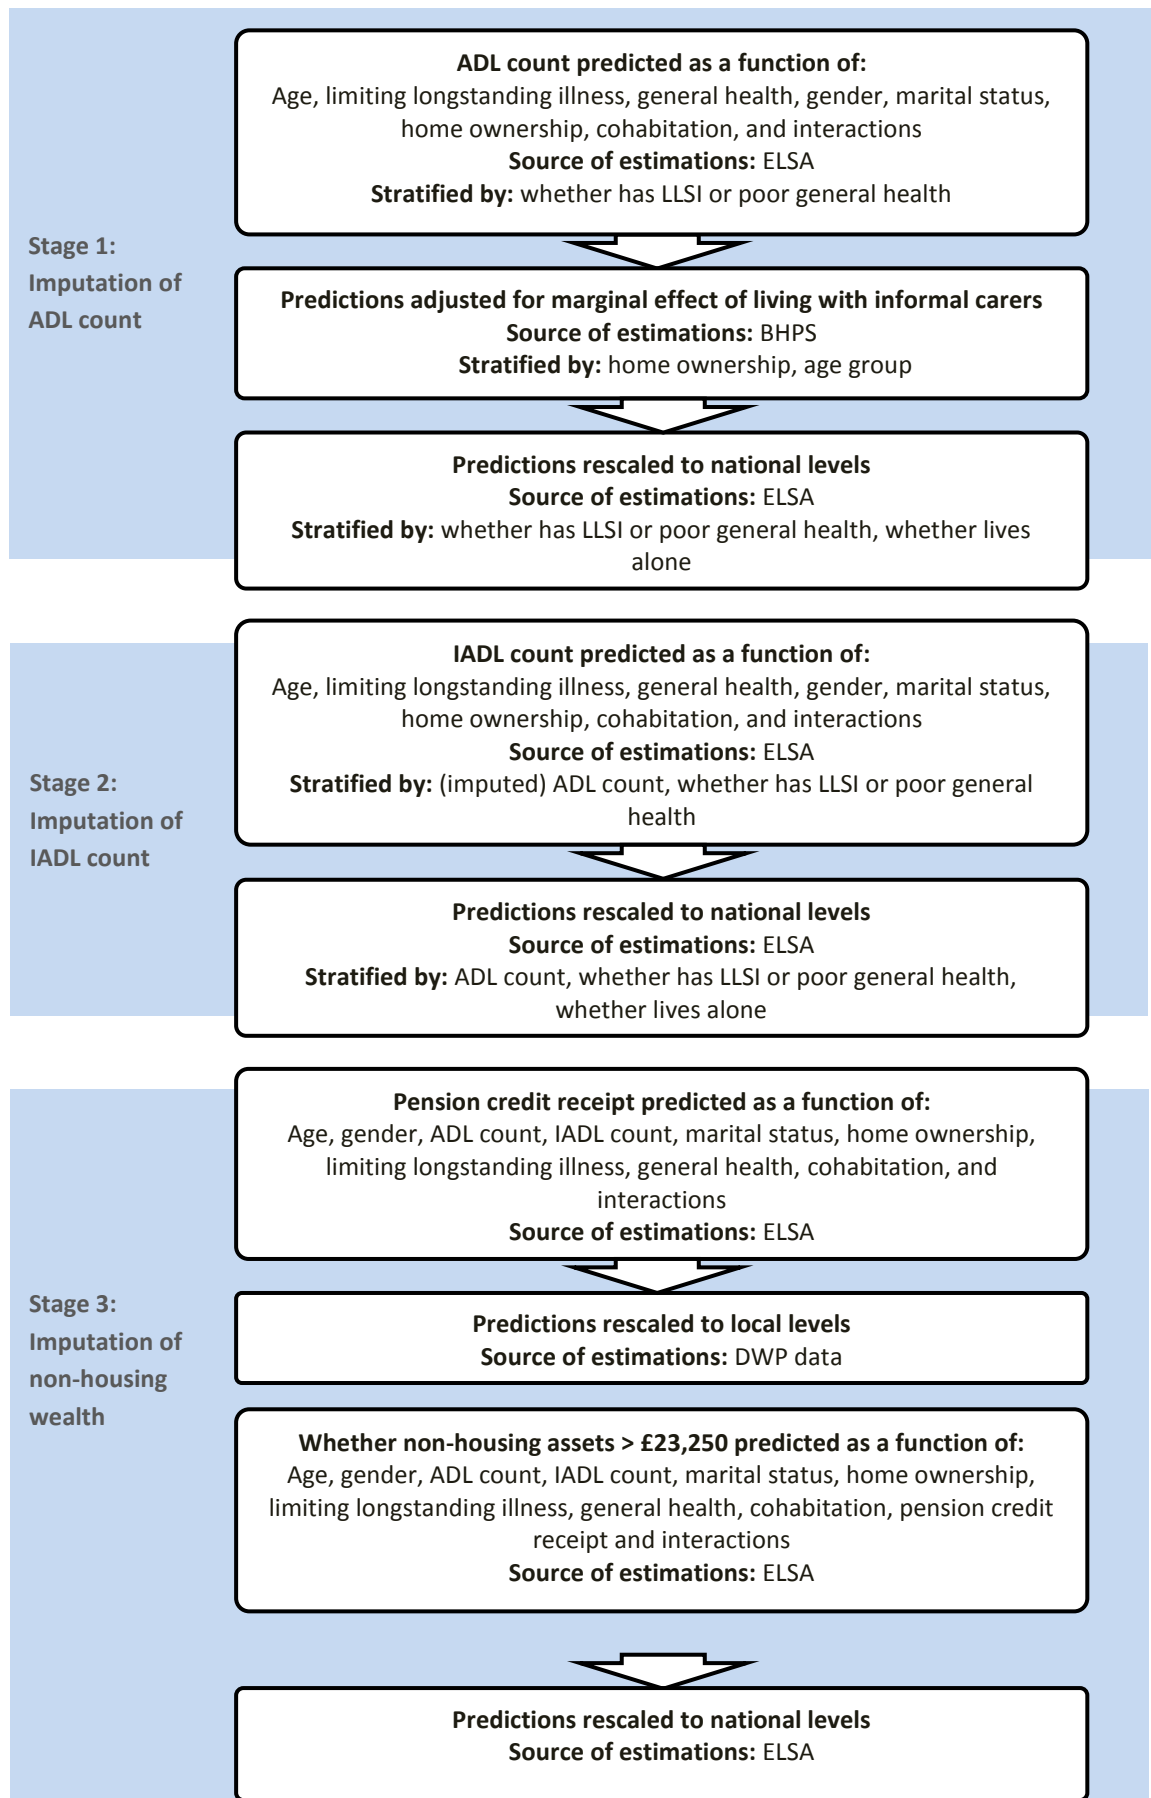 ADL count predicted as a function of:
Age, limiting longstanding illness, general health, gender, marital status,
home ownership, cohabitation, and interactions
Source of estimations: ELSA
Stratified by: whether has LLSI or poor general health
Stage 1:
Imputation of
ADL count
Predictions adjusted for marginal effect of living with informal carers
Source of estimations: BHPS
Stratified by: home ownership, age group
Predictions rescaled to national levels
Source of estimations: ELSA
Stratified by: whether has LLSI or poor general health, whether lives
alone
IADL count predicted as a function of:
Age, limiting longstanding illness, general health, gender, marital status,
home ownership, cohabitation, and interactions
Source of estimations: ELSA
Stratified by: (imputed) ADL count, whether has LLSI or poor general
health
Stage 2:
Imputation of
IADL count
Predictions rescaled to national levels
Source of estimations: ELSA
Stratified by: ADL count, whether has LLSI or poor general health,
whether lives alone
Pension credit receipt predicted as a function of:
Age, gender, ADL count, IADL count, marital status, home ownership,
limiting longstanding illness, general health, cohabitation, and
interactions
Source of estimations: ELSA
Stage 3:
Imputation of
non-housing
wealth
Predictions rescaled to local levels
Source of estimations: DWP data
Whether non-housing assets > £23,250 predicted as a function of:
Age, gender, ADL count, IADL count, marital status, home ownership,
limiting longstanding illness, general health, cohabitation, pension credit
receipt and interactions
Source of estimations: ELSA
Predictions rescaled to national levels
Source of estimations: ELSA